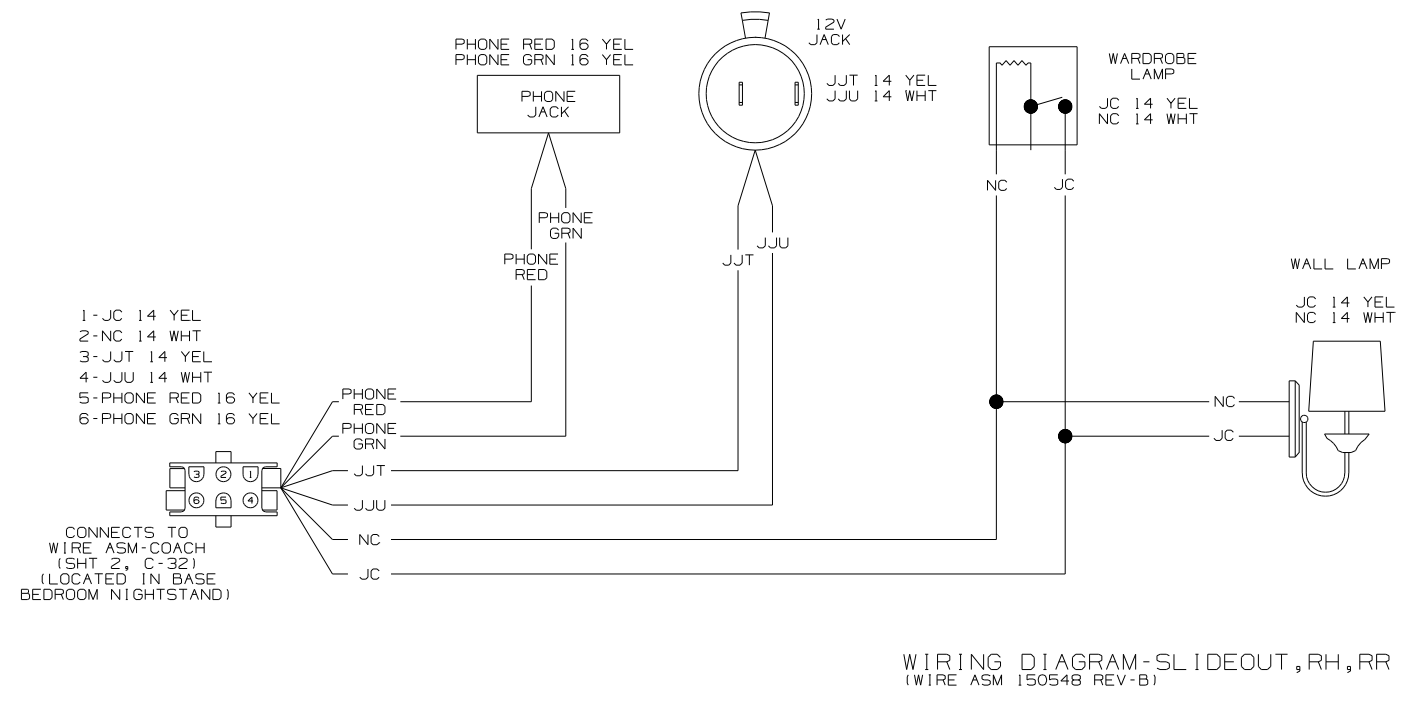 PHONE RED 16 YEL
PHONE GRN 16 YEL
PHONE
JACK
12V
JACK
JJT 14 YEL
JJU 14 WHT
WARDROBE
LAMP
JC 14 YEL
NC 14 WHT
NC
JC
PHONE
GRN
PHONE
RED
JJU
JJT
WALL LAMP
JC 14 YEL
NC 14 WHT
1-JC 14 YEL
2-NC 14 WHT
3-JJT 14 YEL
4-JJU 14 WHT
5-PHONE RED 16 YEL
6-PHONE GRN 16 YEL
PHONE
RED
PHONE
GRN
JJT
JJU
NC
JC
NC
JC
3 2 1
6 5 4
CONNECTS TO
WIRE ASM-COACH
(SHT 2, C-32)
(LOCATED IN BASE
BEDROOM NIGHTSTAND)
WIRING DIAGRAM-SLIDEOUT,RH,RR
(WIRE ASM 150548 REV-B)